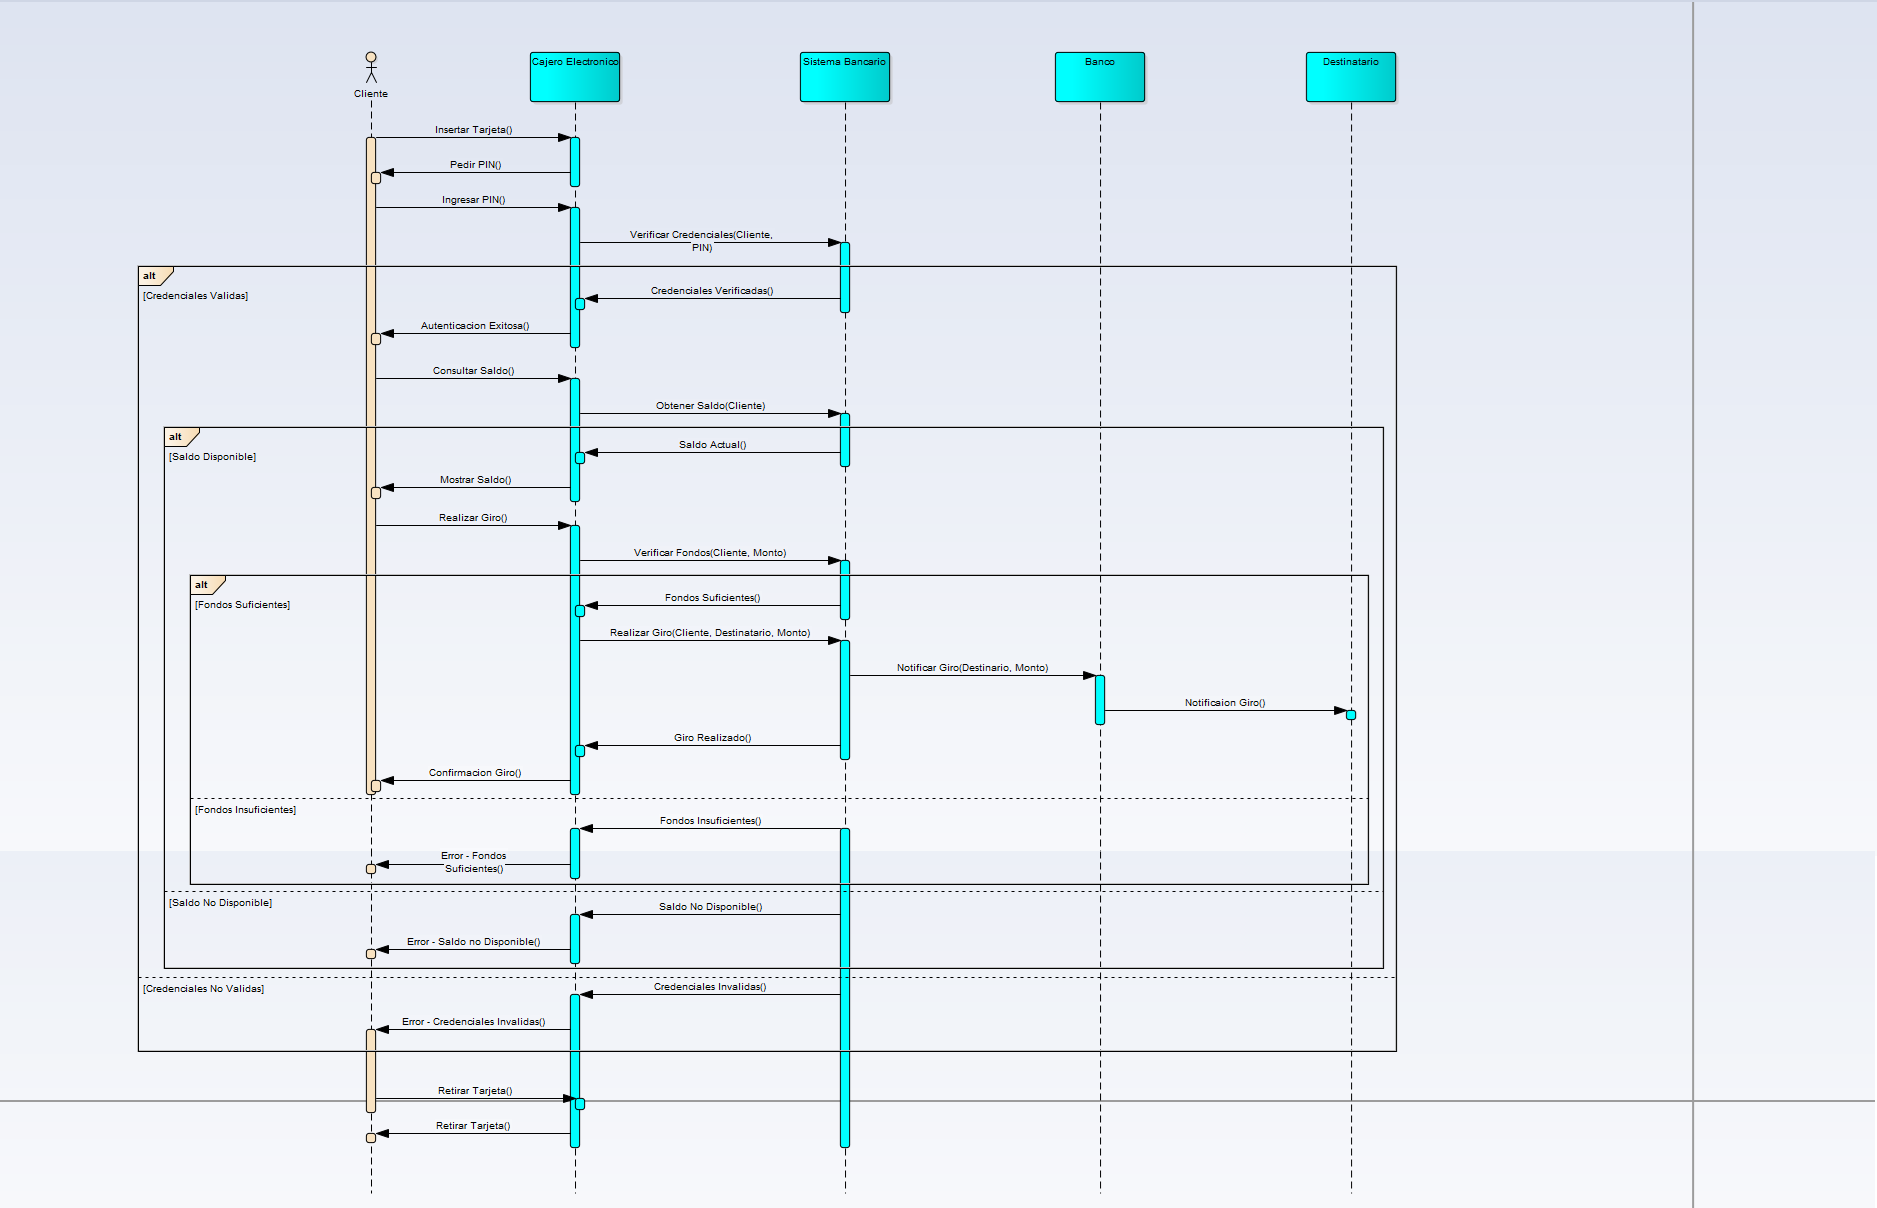 Cliente
Cajero Electronico
Sistema Bancario
Banco
Destinatario
Insertar Tarjeta()
Pedir PIN()
Ingresar PIN()
Verificar Credenciales(Cliente,
PIN)
alt
[Credenciales Validas]
Credenciales Verificadas()
Autenticacion Exitosa()
Consultar Saldo()
Obtener Saldo(Cliente)
alt
[Saldo Disponible]
Saldo Actual()
Mostrar Saldo()
Realizar Giro()
Verificar Fondos(Cliente, Monto)
alt
[Fondos Suficientes]
Fondos Suficientes()
Realizar Giro(Cliente, Destinatario, Monto)
Notificar Giro(Destinario, Monto)
Notificaion Giro()
Giro Realizado()
Confirmacion Giro()
[Fondos Insuficientes]
Fondos Insuficientes()
Error - Fondos
Suficientes()
[Saldo No Disponible]
Saldo No Disponible()
Error - Saldo no Disponible()
[Credenciales No Validas]
Credenciales Invalidas()
Error - Credenciales Invalidas()
Retirar Tarjeta()
Retirar Tarjeta()